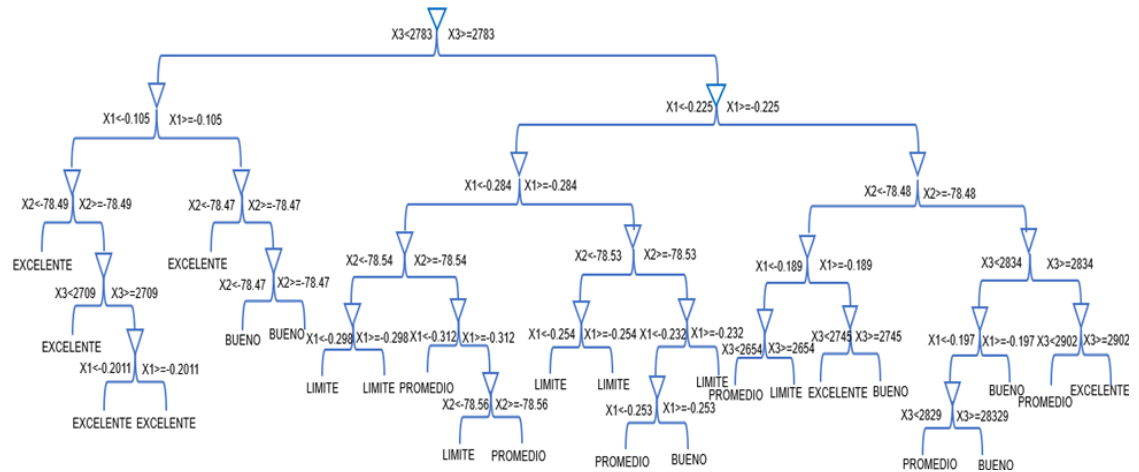 X3<2783 X3>=2783
X1<-0.225 X1>=-0.225
X1<-0.105 X1>=-0.105
X1<-0.284 X1>=-0.284
X2<-78.48 X2>=-78.48
X2<-78.49 X2>=-78.49 X2<-78.47 X2>=-78.47
X2<-78.54 X2>=-78.54 X2<-78.53 X2>=-78.53
X1<-0.189 X1>=-0.189 X3<2834 X3>=2834
EXCELENTE EXCELENTE
X2<-78.47 X2>=-78.47
X3<2709 X3>=2709
X1<-0.298 X1>=-0.298 X1<-0.312 X1>=-0.312 X1<-0.254 X1>=-0.254 X1<-0.232 X1>=-0.232
X3<2745 X3>=2745 X1<-0.197 X1>=-0.197 X3<2902 X3>=2902
BUENO BUENO
X3<2654 X3>=2654
EXCELENTE
X1<-0.2011 X1>=-0.2011
LIMITE LIMITE PROMEDIO LIMITE LIMITE LIMITE
PROMEDIO LIMITE EXCELENTE BUENO BUENO PROMEDIO EXCELENTE
X2<-78.56 X2>=-78.56 X1<-0.253 X1>=-0.253
X3<2829 X3>=28329
EXCELENTE EXCELENTE
LIMITE PROMEDIO PROMEDIO BUENO PROMEDIO BUENO